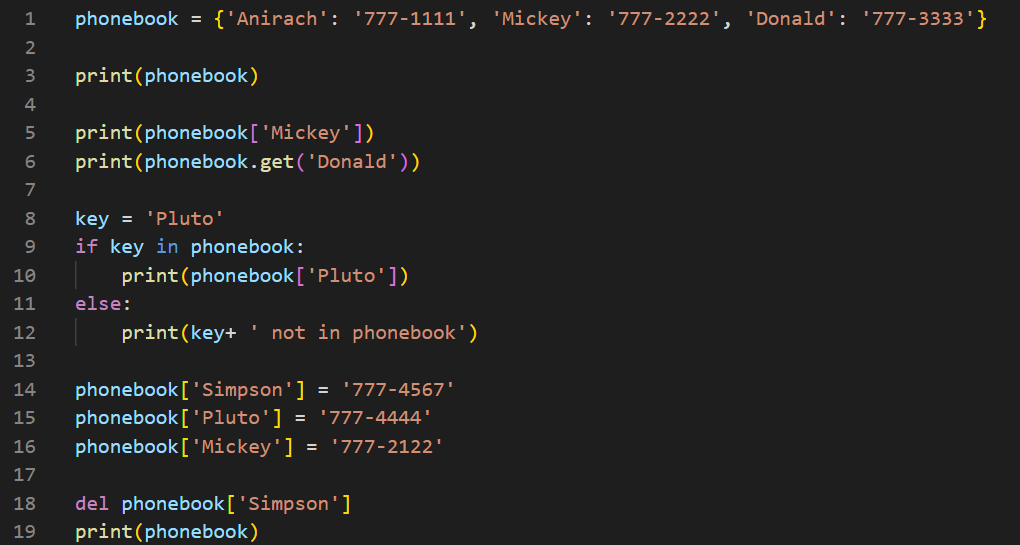 1 phonebook = {'Anirach': '777-1111', 'Mickey': '777-2222', 'Donald': '777-3333'}
2
3 print(phonebook)
4
5 print(phonebook['Mickey'])
6 print(phonebook.get('Donald'))
7
8 key = 'Pluto'
9 if key in phonebook:
10     print(phonebook['Pluto'])
11 else:
12     print(key+ ' not in phonebook')
13
14 phonebook['Simpson'] = '777-4567'
15 phonebook['Pluto'] = '777-4444'
16 phonebook['Mickey'] = '777-2122'
17
18 del phonebook['Simpson']
19 print(phonebook)